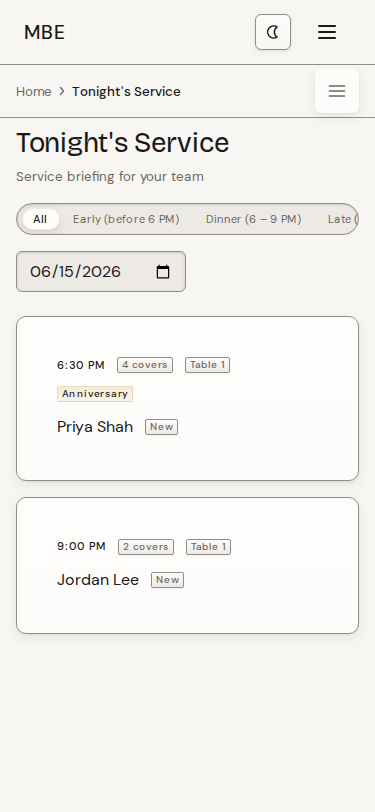 MBE
Home > Tonight's Service
Tonight's Service
Service briefing for your team
All Early (before 6 PM) Dinner (6 – 9 PM) Late (
06/15/2026
6:30 PM 4 covers Table 1
Anniversary
Priya Shah New
9:00 PM 2 covers Table 1
Jordan Lee New